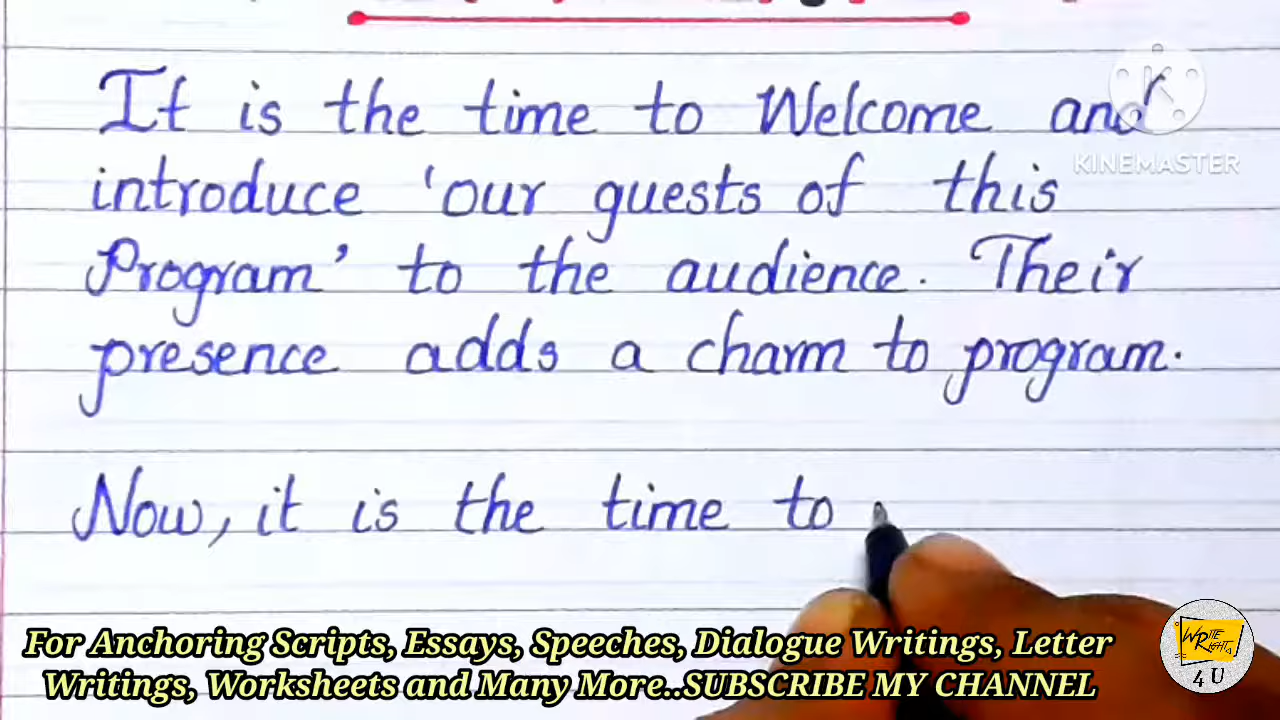 It is the time to Welcome and
KINEMASTER
introduce 'our guests of this
Program' to the audience. Their
presence adds a charm to program.
Now, it is the time to
For Anchoring Scripts, Essays, Speeches, Dialogue Writings, Letter
Writings, Worksheets and Many More..SUBSCRIBE MY CHANNEL
WRITE
RIGHT
4 U